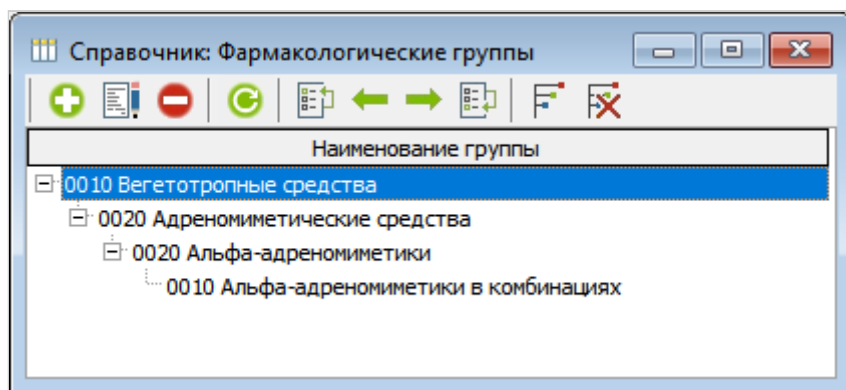 Справочник: Фармакологические группы
Наименование группы
0010 Вегетотропные средства
0020 Адреномиметические средства
0020 Альфа-адреномиметики
0010 Альфа-адреномиметики в комбинациях